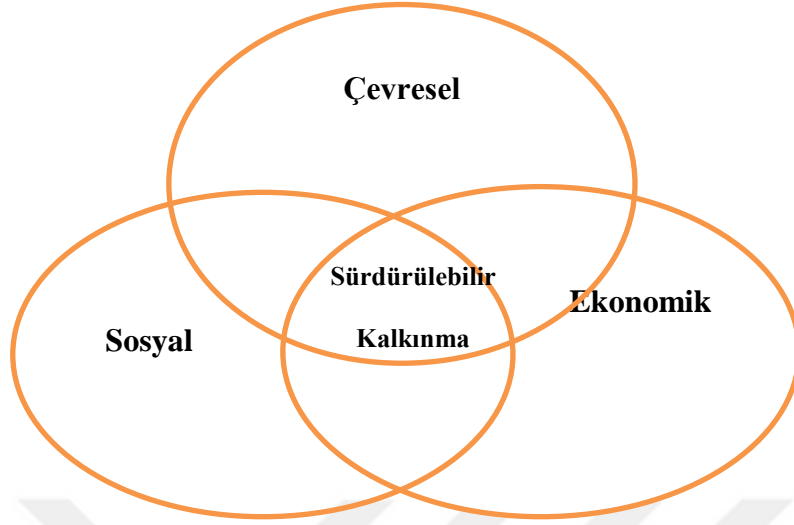 Çevresel
Sürdürülebilir
Ekonomik
Sosyal
Kalkınma